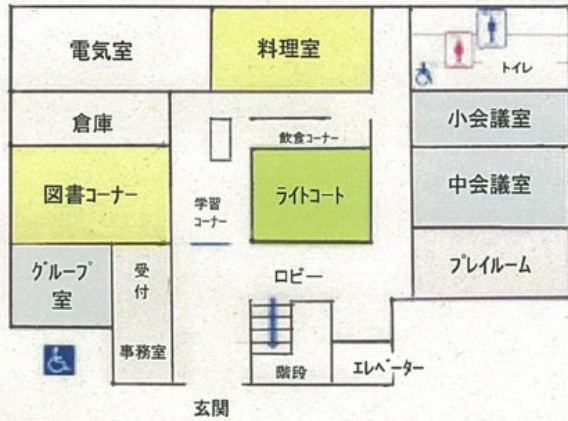 電気室
料理室
トイレ
倉庫
飲食コーナー
小会議室
図書コーナー
学習
コーナー
ライトコート
中会議室
グループ
室
受
付
ロビー
プレイルーム
事務室
階段
エレベーター
玄関